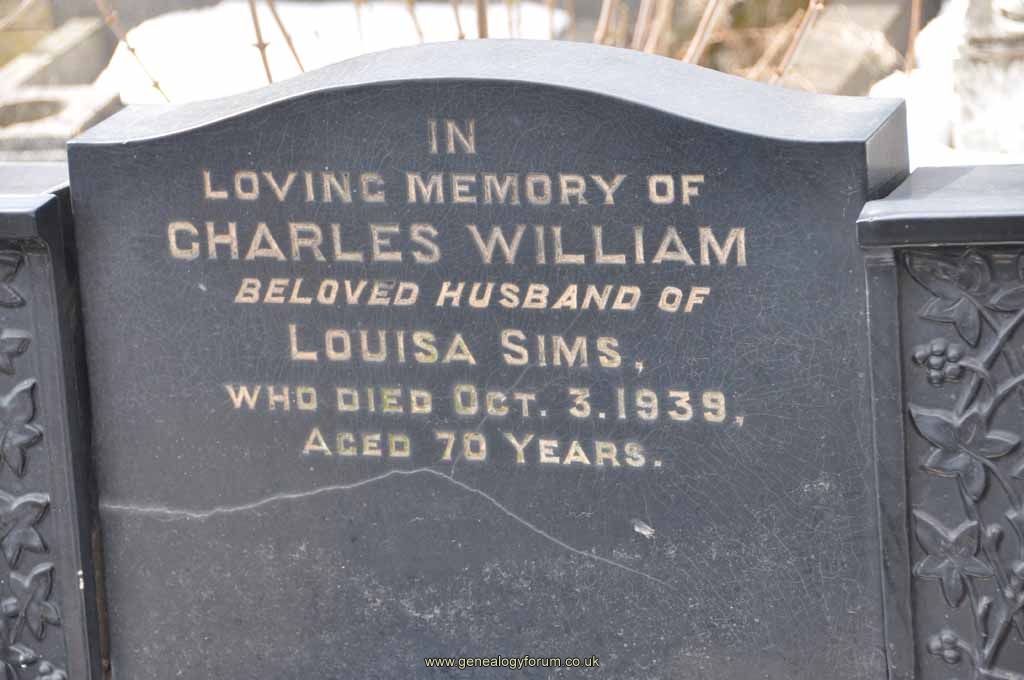 IN
LOVING MEMORY OF
CHARLES WILLIAM
BELOVED HUSBAND OF
LOUISA SIMS,
WHO DIED OCT. 3. 1939,
AGED 70 YEARS.
www.genealogyforum.co.uk